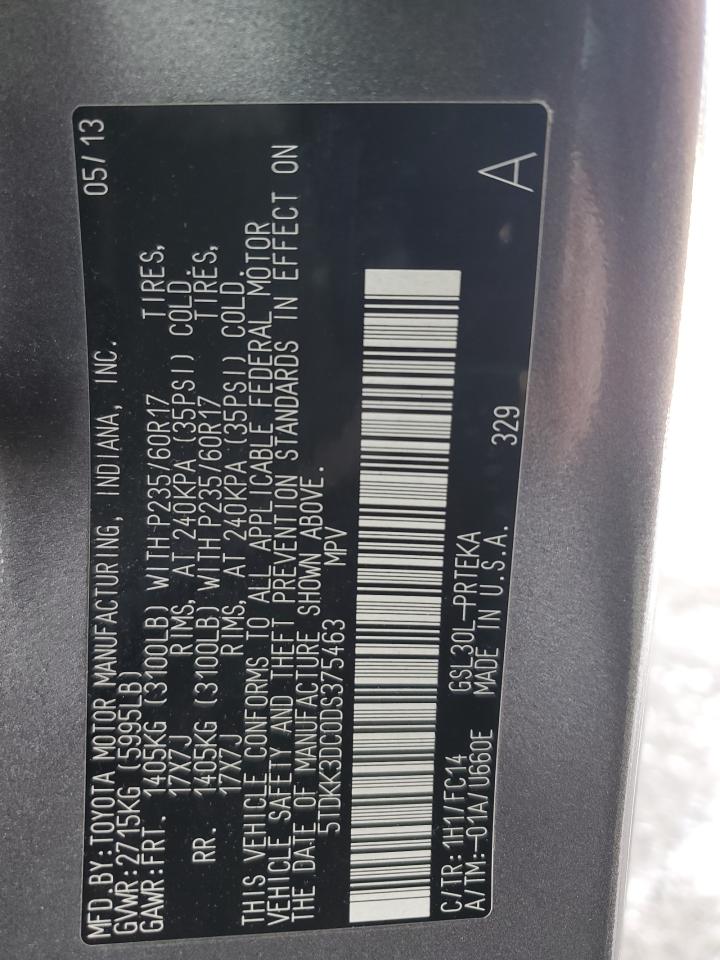 MFD.BY:TOYOTA MOTOR MANUFACTURING, INDIANA, INC. 05/13
GVWR:2715KG (5995LB)
GAWR:FRT. 1405KG (3100LB) WITH P235/60R17 TIRES,
17X7J RIMS, AT 240KPA (35PSI) COLD.
RR. 1405KG (3100LB) WITH P235/60R17 TIRES,
17X7J RIMS, AT 240KPA (35PSI) COLD.
THIS VEHICLE CONFORMS TO ALL APPLICABLE FEDERAL MOTOR
VEHICLE SAFETY AND THEFT PREVENTION STANDARDS IN EFFECT ON
THE DATE OF MANUFACTURE SHOWN ABOVE.
5TDKK3DC0DS375463 MPV
C/TR:1H1/FC14 GSL30L-PRTEKA 329 A
A/TM:-01A/U660E MADE IN U.S.A.